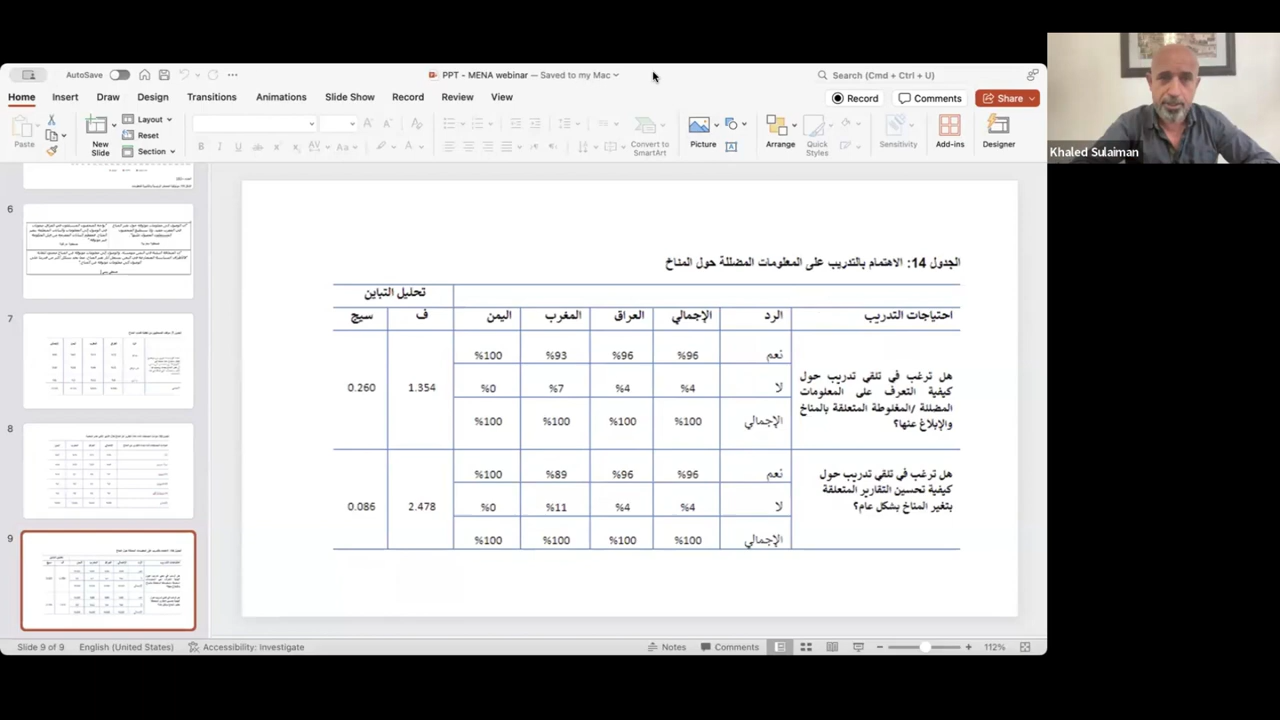 AutoSave
PPT - MENA webinar — Saved to my Mac
Search (Cmd + Ctrl + U)
Home Insert Draw Design Transitions Animations Slide Show Record Review View
Record Comments Share
Paste
New Slide
Layout
Reset
Section
Convert to SmartArt
Picture
Arrange
Quick Styles
Sensitivity
Add-ins
Designer
Khaled Sulaiman
6
7
8
9
الجدول 14: الاهتمام بالتدريب على المعلومات المضللة حول المناخ
تحليل التباين
احتياجات التدريب الرد الإجمالي العراق المغرب اليمن ف سيج
هل ترغب في تلقي تدريب حول
كيفية التعرف على المعلومات
المضللة /المغلوطة المتعلقة بالمناخ
والإبلاغ عنها؟
نعم %96 %96 %93 %100
لا %4 %4 %7 %0 1.354 0.260
الإجمالي %100 %100 %100 %100
هل ترغب في تلقي تدريب حول
كيفية تحسين التقارير المتعلقة
بتغير المناخ بشكل عام؟
نعم %96 %96 %89 %100
لا %4 %4 %11 %0 2.478 0.086
الإجمالي %100 %100 %100 %100
Slide 9 of 9 English (United States) Accessibility: Investigate Notes Comments 112%